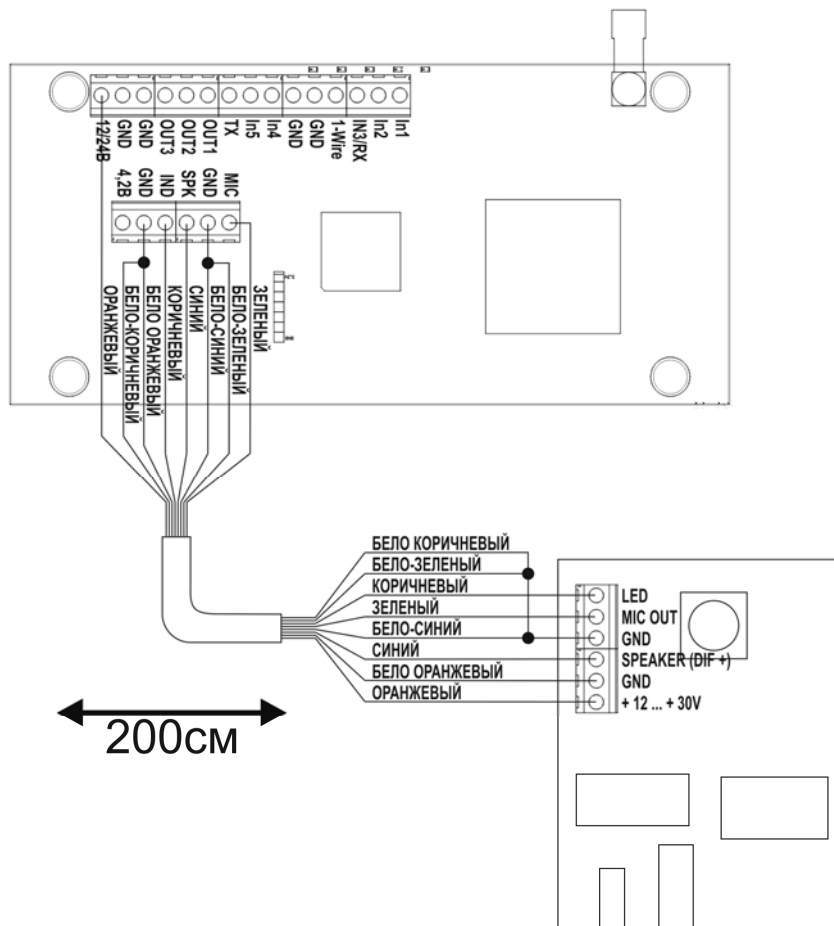 12/24В
GND
GND
OUT3
OUT2
OUT1
TX
In5
In4
GND
GND
1-Wire
IN3/RX
In2
In1
4,2В
GND
IND
SPK
GND
MIC
ОРАНЖЕВЫЙ
БЕЛО-КОРИЧНЕВЫЙ
БЕЛО ОРАНЖЕВЫЙ
КОРИЧНЕВЫЙ
СИНИЙ
БЕЛО-СИНИЙ
БЕЛО-ЗЕЛЕНЫЙ
ЗЕЛЕНЫЙ
БЕЛО КОРИЧНЕВЫЙ
БЕЛО-ЗЕЛЕНЫЙ
КОРИЧНЕВЫЙ
ЗЕЛЕНЫЙ
БЕЛО-СИНИЙ
СИНИЙ
БЕЛО ОРАНЖЕВЫЙ
ОРАНЖЕВЫЙ
LED
MIC OUT
GND
SPEAKER (DIF +)
GND
+ 12 ... + 30V
200см